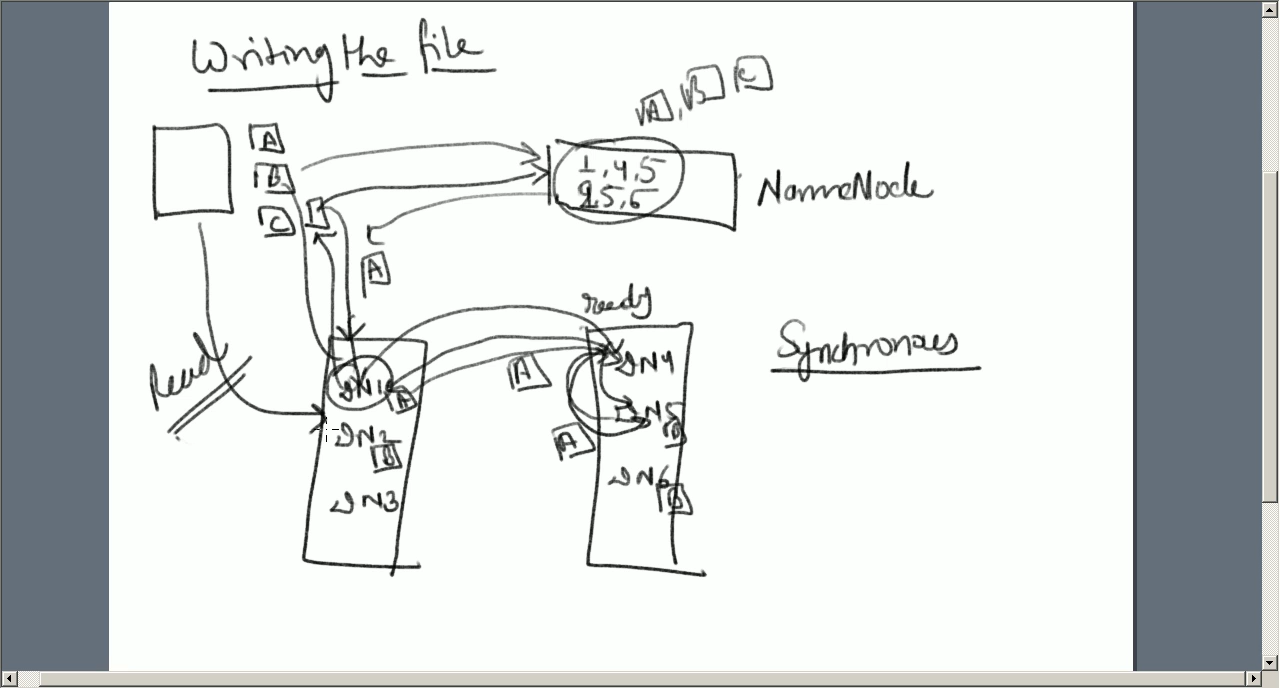 Writing the file
A, B C
A
B
C
1,4,5
2,5,6
NameNode
A
ready
Synchronous
Read
DN1
A
DN2
B
DN3
A
DN4
DN5
A
DN6
B